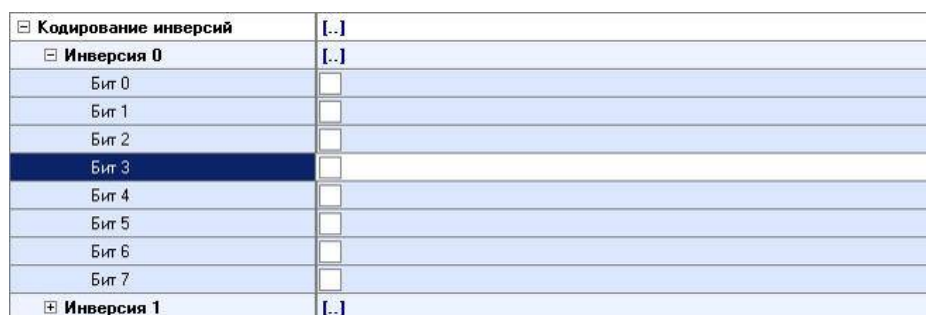 Кодирование инверсий [..]
Инверсия 0 [..]
Бит 0
Бит 1
Бит 2
Бит 3
Бит 4
Бит 5
Бит 6
Бит 7
Инверсия 1 [..]